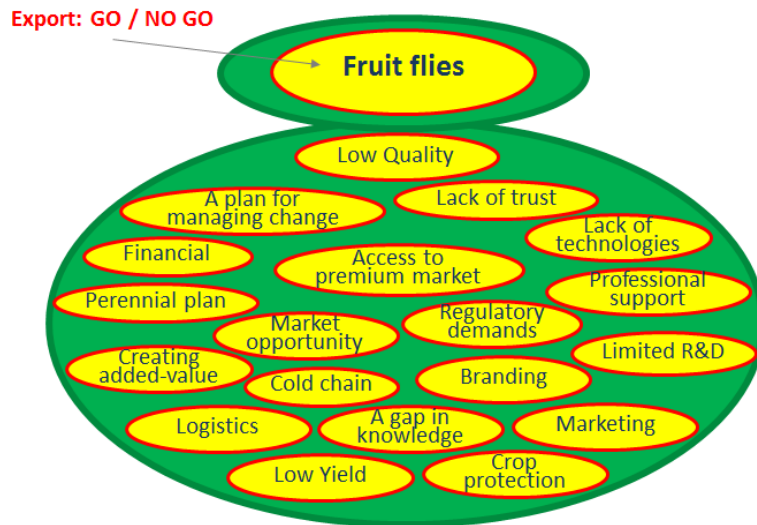 Export: GO / NO GO
Fruit flies
Low Quality
A plan for
managing change
Lack of trust
Lack of
technologies
Financial
Access to
premium market
Professional
support
Perennial plan
Market
opportunity
Regulatory
demands
Limited R&D
Creating
added-value
Cold chain
Branding
Logistics
A gap in
knowledge
Marketing
Low Yield
Crop
protection